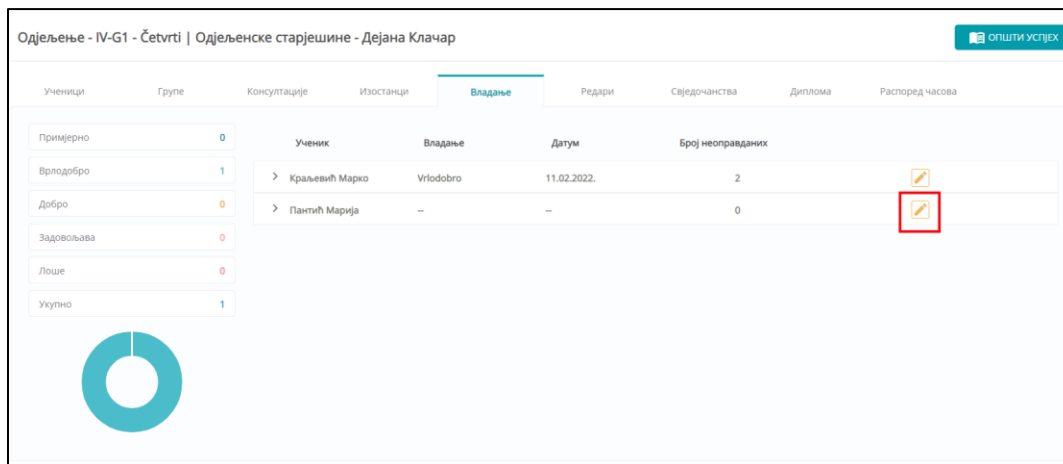 Одјељење - IV-G1 - Četvrti | Одјељенске старјешине - Дејана Клачар
ОПШТИ УСПЈЕХ
Ученици Групе Консултације Изостанци Владање Редари Свједочанства Диплома Распоред часова
Примјерно 0
Врлодобро 1
Добро 0
Задовољава 0
Лоше 0
Укупно 1
Ученик Владање Датум Број неоправданих
Краљевић Марко Vrlodobro 11.02.2022. 2
Пантић Марија -- -- 0